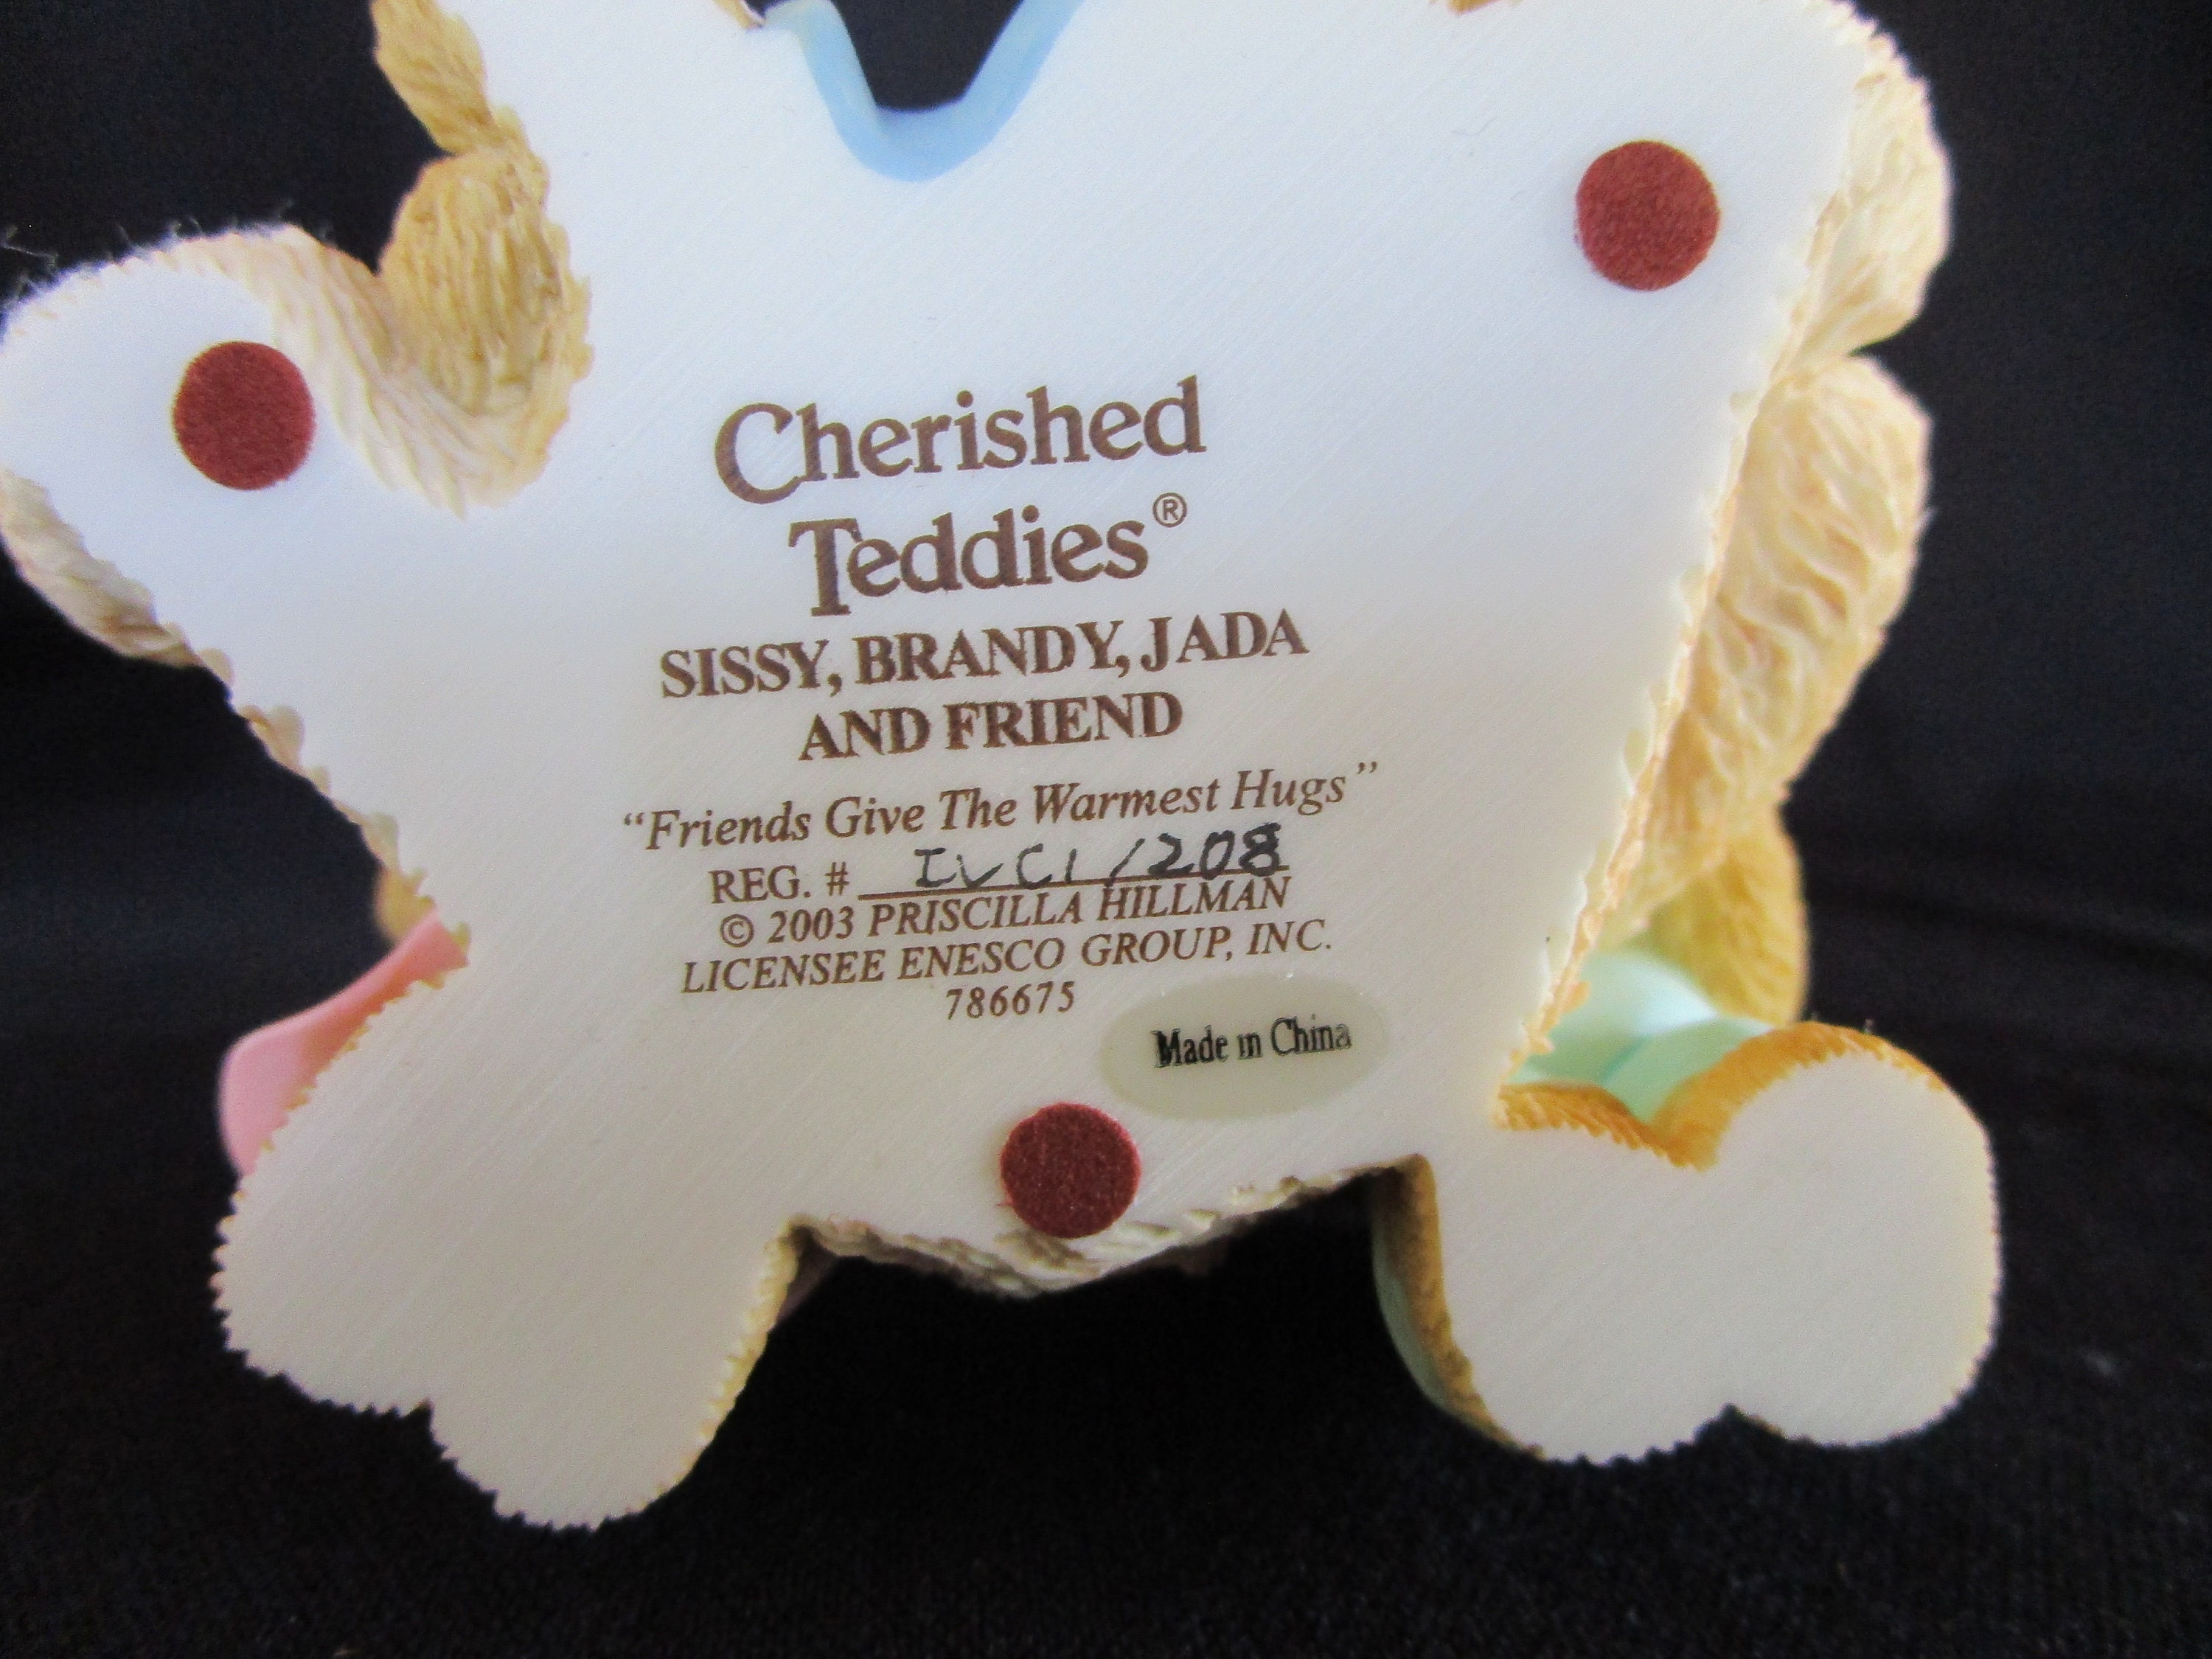 Cherished
Teddies®
SISSY, BRANDY, JADA
AND FRIEND
“Friends Give The Warmest Hugs”
REG. # /208
© 2003 PRISCILLA HILLMAN
LICENSEE ENESCO GROUP, INC.
786675
Made in China